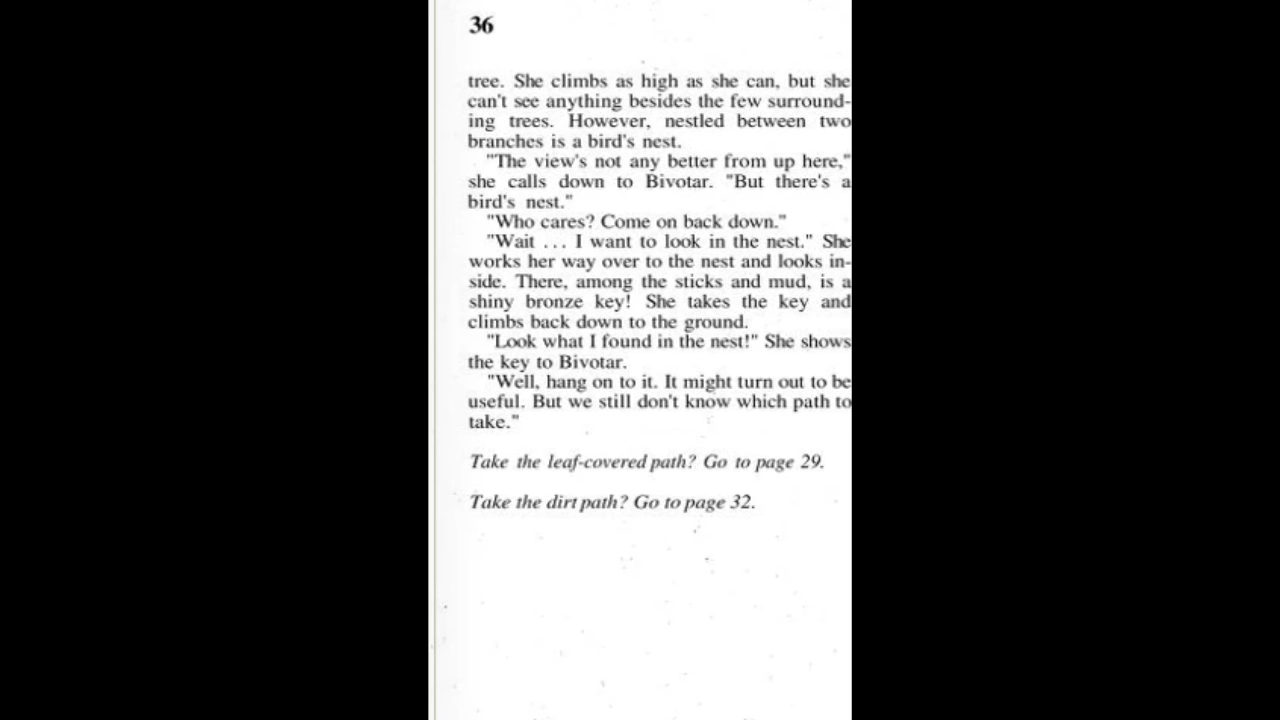 36
tree. She climbs as high as she can, but she
can't see anything besides the few surround-
ing trees. However, nestled between two
branches is a bird's nest.
"The view's not any better from up here,"
she calls down to Bivotar. "But there's a
bird's nest."
"Who cares? Come on back down."
"Wait ... I want to look in the nest." She
works her way over to the nest and looks in-
side. There, among the sticks and mud, is a
shiny bronze key! She takes the key and
climbs back down to the ground.
"Look what I found in the nest!" She shows
the key to Bivotar.
"Well, hang on to it. It might turn out to be
useful. But we still don't know which path to
take."
Take the leaf-covered path? Go to page 29.
Take the dirt path? Go to page 32.